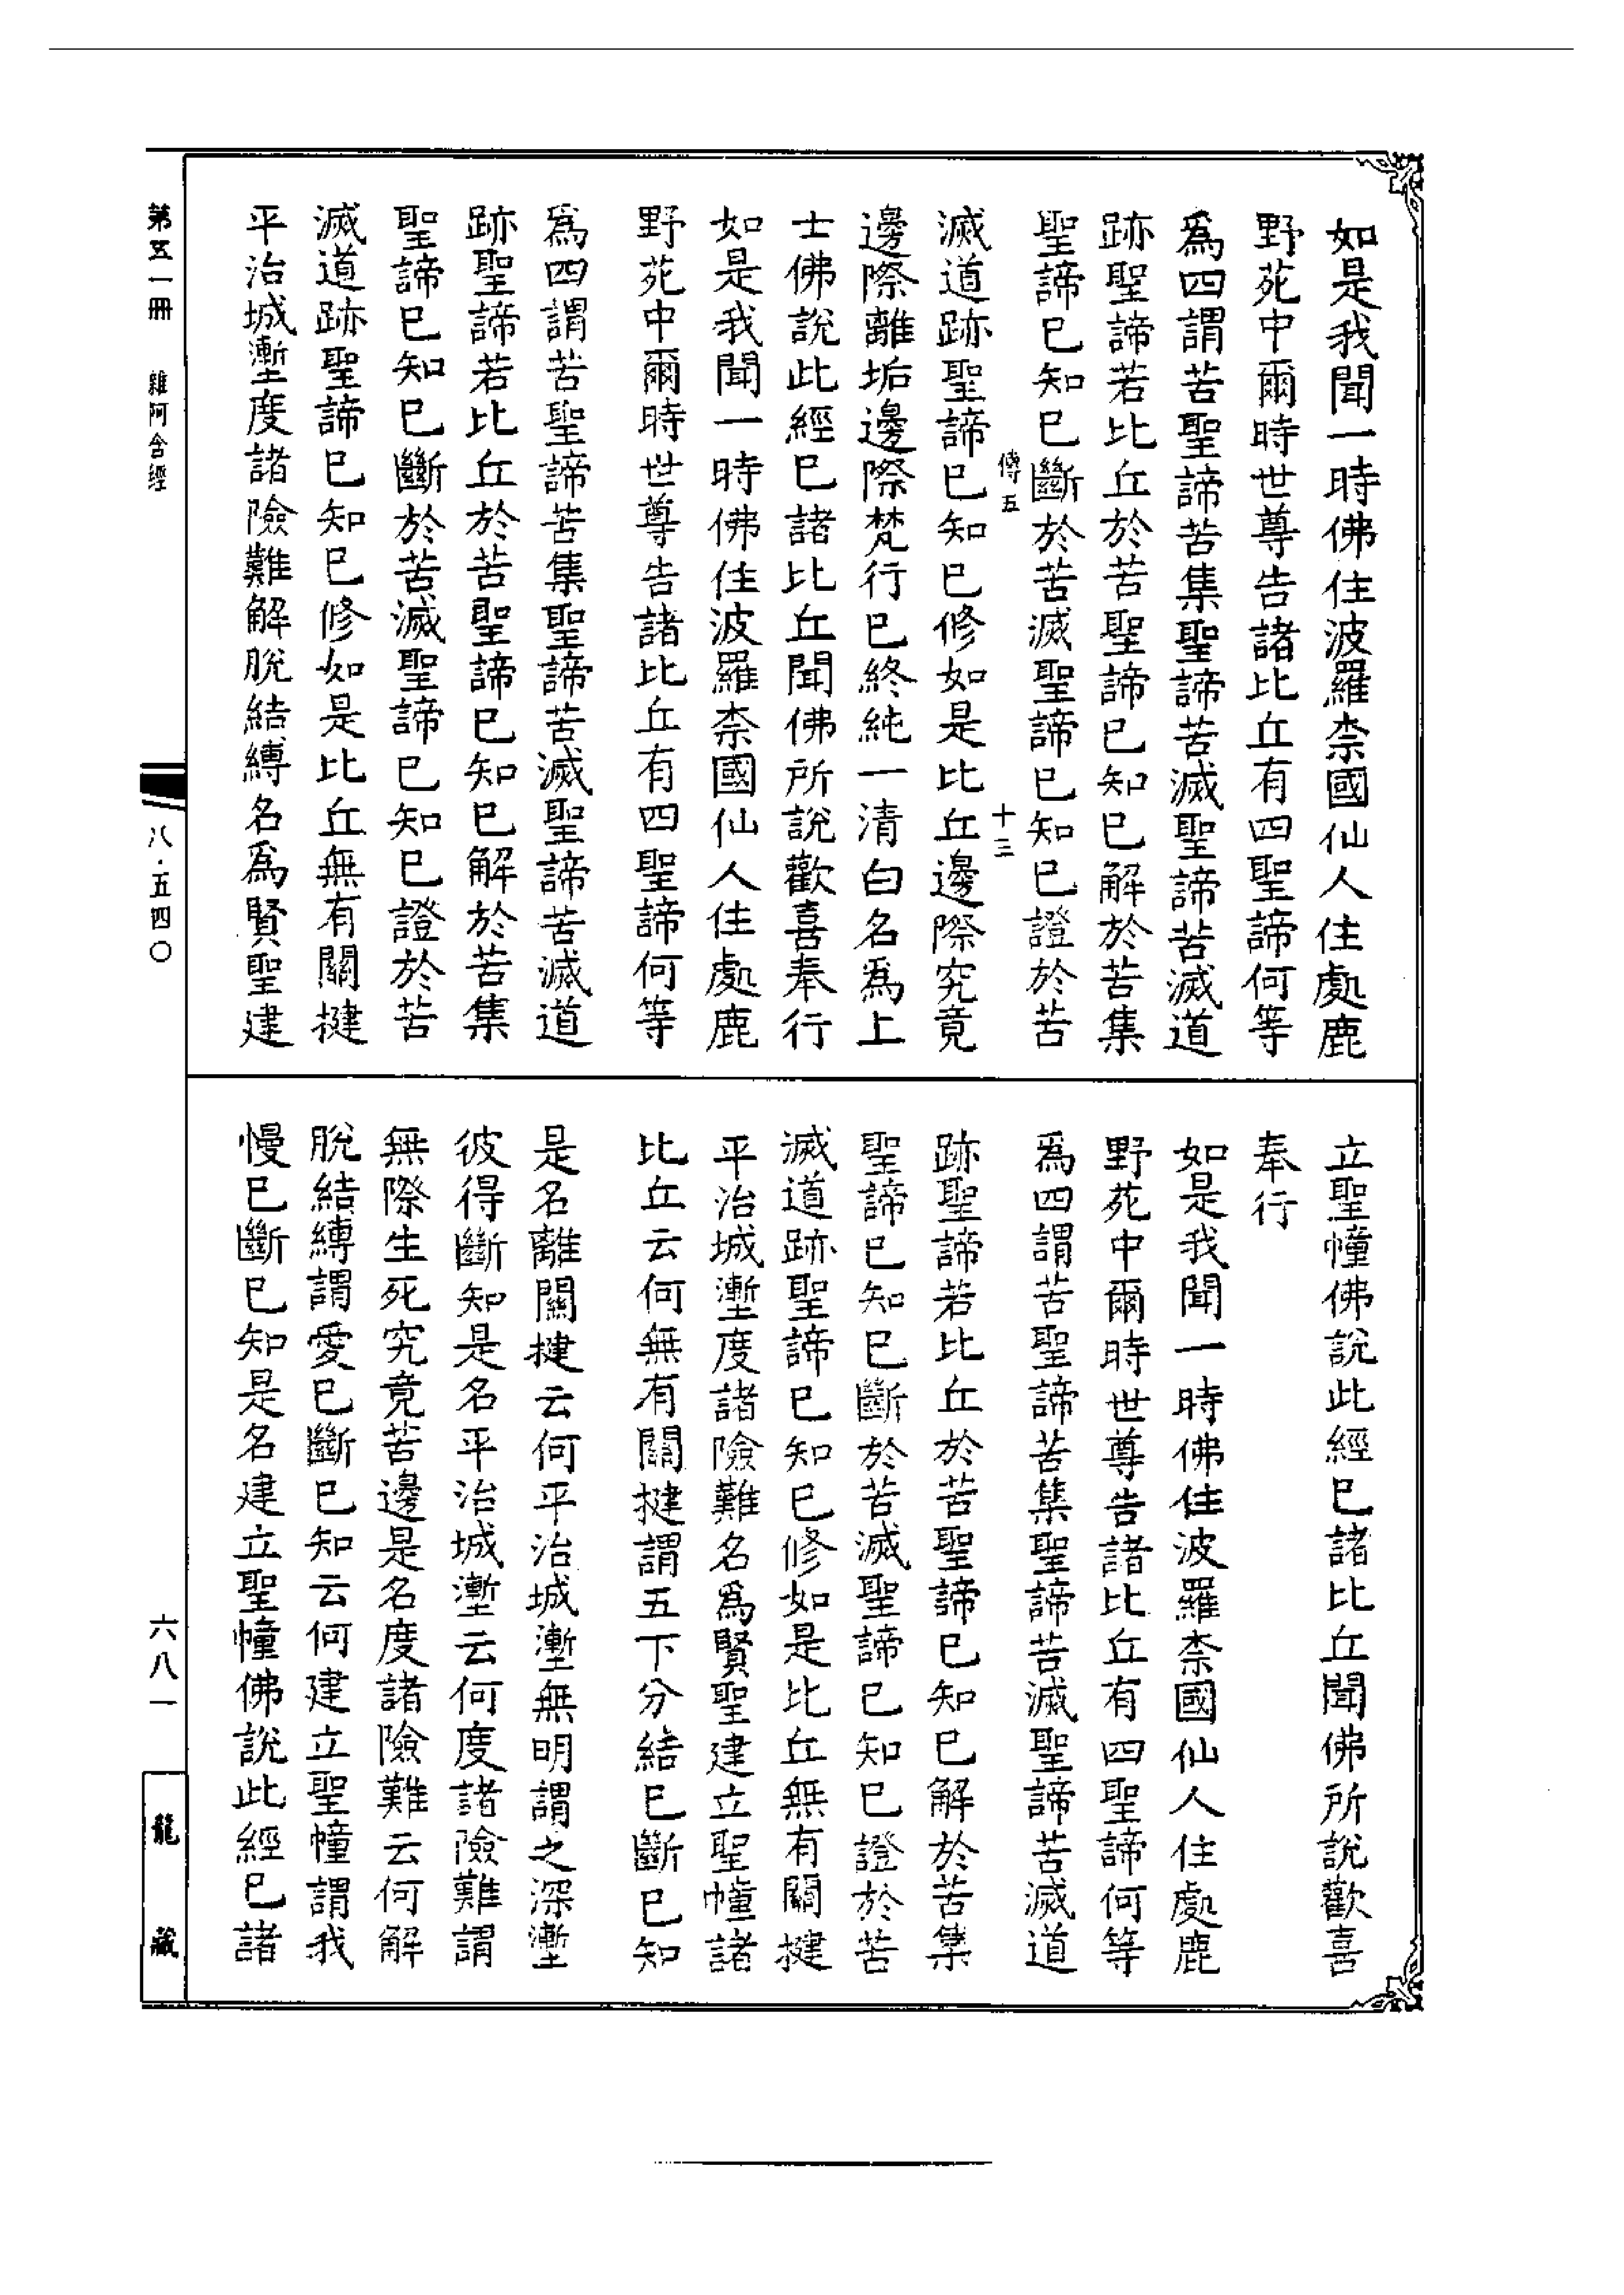 如是我聞一時佛住波羅柰國仙人住處鹿
野苑中爾時世尊告諸比丘有四聖諦何等
爲四謂苦聖諦苦集聖諦苦滅聖諦苦滅道
跡聖諦若比丘於苦聖諦已知已解於苦集
聖諦已知已斷於苦滅聖諦已知已證於苦
傳五 十三
滅道跡聖諦已知已修如是比丘邊際究竟
邊際離垢邊際梵行已終純一清白名爲上
士佛說此經已諸比丘聞佛所說歡喜奉行
如是我聞一時佛住波羅柰國仙人住處鹿
野苑中爾時世尊告諸比丘有四聖諦何等
爲四謂苦聖諦苦集聖諦苦滅聖諦苦滅道
跡聖諦若比丘於苦聖諦已知已解於苦集
聖諦已知已斷於苦滅聖諦已知已證於苦
滅道跡聖諦已知已修如是比丘無有關揵
平治城塹度諸險難解脫結縛名爲賢聖建
立聖幢佛說此經已諸比丘聞佛所說歡喜
奉行
如是我聞一時佛住波羅柰國仙人住處鹿
野苑中爾時世尊告諸比丘有四聖諦何等
爲四謂苦聖諦苦集聖諦苦滅聖諦苦滅道
跡聖諦若比丘於苦聖諦已知已解於苦集
聖諦已知已斷於苦滅聖諦已知已證於苦
滅道跡聖諦已知已修如是比丘無有關揵
平治城塹度諸險難名爲賢聖建立聖幢諸
比丘云何無有關揵謂五下分結已斷已知
是名離關揵云何平治城塹無明謂之深塹
彼得斷知是名平治城塹云何度諸險難謂
無際生死究竟苦邊是名度諸險難云何解
脫結縛謂愛已斷已知云何建立聖幢謂我
慢已斷已知是名建立聖幢佛說此經已諸
第五一冊 雜阿含經
八·五四〇
六八一
龍藏